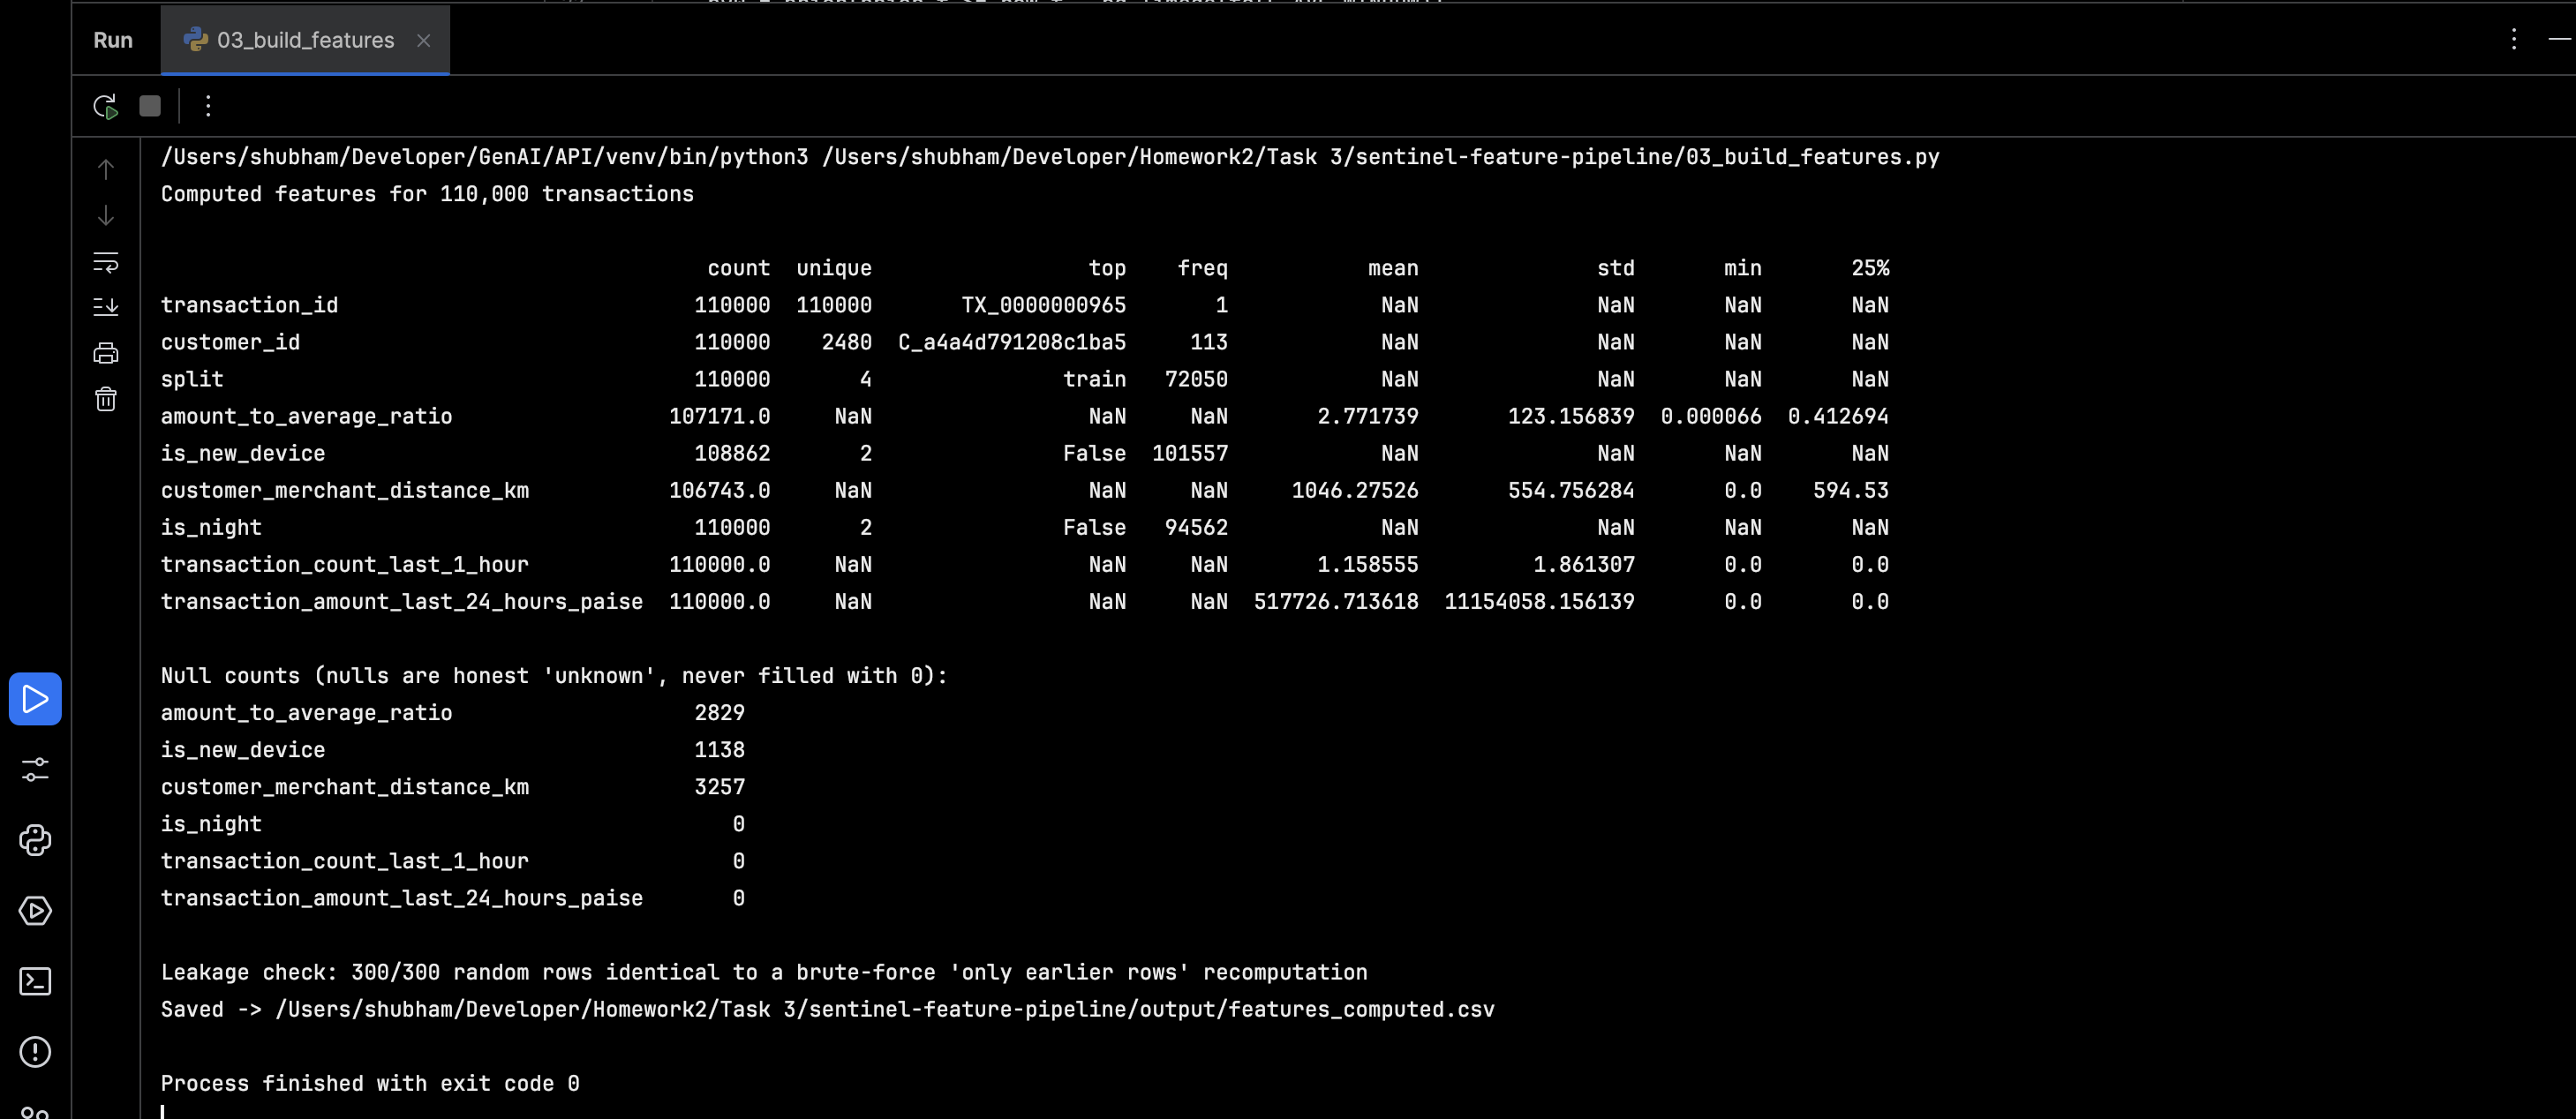 Run 03_build_features
/Users/shubham/Developer/GenAI/API/venv/bin/python3 /Users/shubham/Developer/Homework2/Task 3/sentinel-feature-pipeline/03_build_features.py
Computed features for 110,000 transactions
count unique top freq mean std min 25%
transaction_id 110000 110000 TX_0000000965 1 NaN NaN NaN NaN
customer_id 110000 2480 C_a4a4d791208c1ba5 113 NaN NaN NaN NaN
split 110000 4 train 72050 NaN NaN NaN NaN
amount_to_average_ratio 107171.0 NaN NaN NaN 2.771739 123.156839 0.000066 0.412694
is_new_device 108862 2 False 101557 NaN NaN NaN NaN
customer_merchant_distance_km 106743.0 NaN NaN NaN 1046.27526 554.756284 0.0 594.53
is_night 110000 2 False 94562 NaN NaN NaN NaN
transaction_count_last_1_hour 110000.0 NaN NaN NaN 1.158555 1.861307 0.0 0.0
transaction_amount_last_24_hours_paise 110000.0 NaN NaN NaN 517726.713618 11154058.156139 0.0 0.0
Null counts (nulls are honest 'unknown', never filled with 0):
amount_to_average_ratio 2829
is_new_device 1138
customer_merchant_distance_km 3257
is_night 0
transaction_count_last_1_hour 0
transaction_amount_last_24_hours_paise 0
Leakage check: 300/300 random rows identical to a brute-force 'only earlier rows' recomputation
Saved -> /Users/shubham/Developer/Homework2/Task 3/sentinel-feature-pipeline/output/features_computed.csv
Process finished with exit code 0